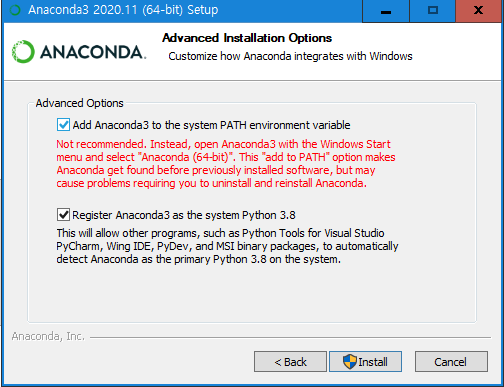 Anaconda3 2020.11 (64-bit) Setup
ANACONDA.
Advanced Installation Options
Customize how Anaconda integrates with Windows
Advanced Options
Add Anaconda3 to the system PATH environment variable
Not recommended. Instead, open Anaconda3 with the Windows Start
menu and select "Anaconda (64-bit)". This "add to PATH" option makes
Anaconda get found before previously installed software, but may
cause problems requiring you to uninstall and reinstall Anaconda.
Register Anaconda3 as the system Python 3.8
This will allow other programs, such as Python Tools for Visual Studio
PyCharm, Wing IDE, PyDev, and MSI binary packages, to automatically
detect Anaconda as the primary Python 3.8 on the system.
Anaconda, Inc.
< Back
Install
Cancel